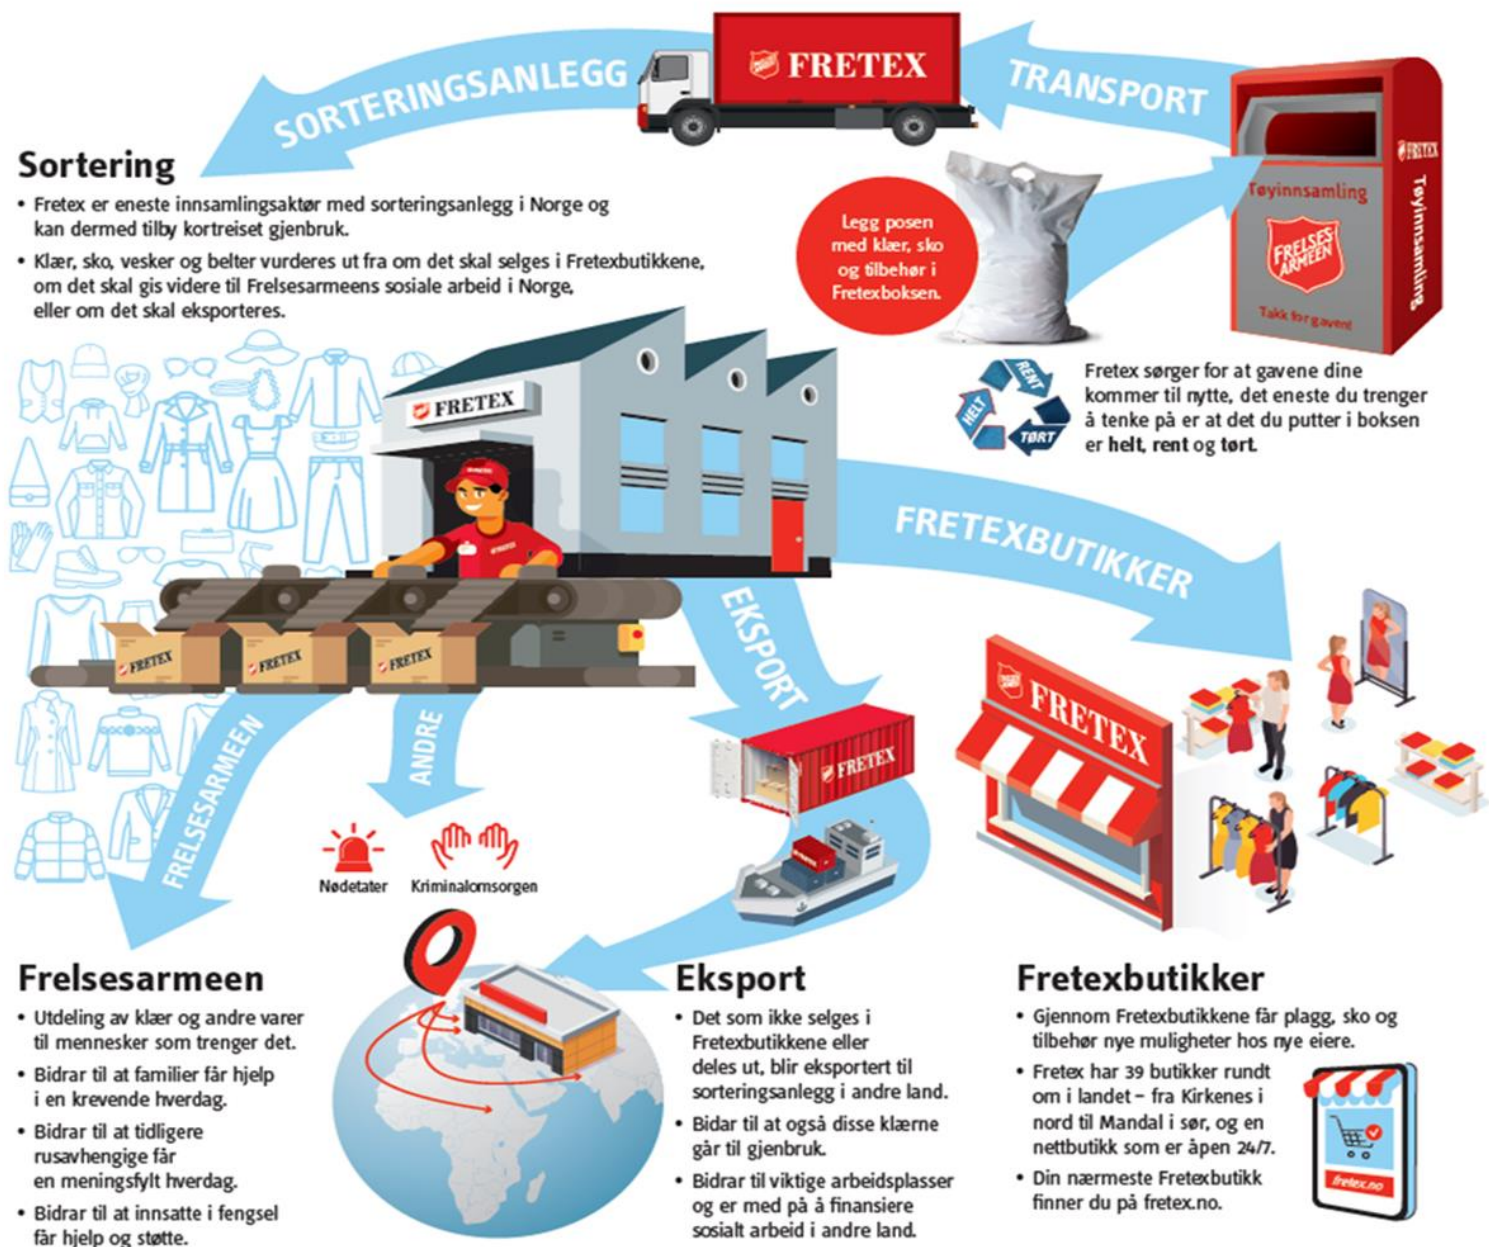 SORTERINGSANLEGG
FRETEX
TRANSPORT
FRETEX
Tøyinnsamling
Tøyinnsamling
FRELSES-
ARMEEN
Takk for gaven!
Legg posen
med klær, sko
og tilbehør i
Fretexboksen.
Sortering
• Fretex er eneste innsamlingsaktør med sorteringsanlegg i Norge og
kan dermed tilby kortreiset gjenbruk.
• Klær, sko, vesker og belter vurderes ut fra om det skal selges i Fretexbutikkene,
om det skal gis videre til Frelsesarmeens sosiale arbeid i Norge,
eller om det skal eksporteres.
RENT
HELT
TØRT
Fretex sørger for at gavene dine
kommer til nytte, det eneste du trenger
å tenke på er at det du putter i boksen
er helt, rent og tørt.
FRETEX
FRETEXBUTIKKER
EKSPORT
FRETEX
FRETEX
FRETEX
FRELSESARMEEN
ANDRE
Nødetater
Kriminalomsorgen
FRETEX
FRETEX
Frelsesarmeen
• Utdeling av klær og andre varer
til mennesker som trenger det.
• Bidrar til at familier får hjelp
i en krevende hverdag.
• Bidrar til at tidligere
rusavhengige får
en meningsfylt hverdag.
• Bidrar til at innsatte i fengsel
får hjelp og støtte.
Eksport
• Det som ikke selges i
Fretexbutikkene eller
deles ut, blir eksportert til
sorteringsanlegg i andre land.
• Bidar til at også disse klærne
går til gjenbruk.
• Bidrar til viktige arbeidsplasser
og er med på å finansiere
sosialt arbeid i andre land.
Fretexbutikker
• Gjennom Fretexbutikkene får plagg, sko og
tilbehør nye muligheter hos nye eiere.
• Fretex har 39 butikker rundt
om i landet – fra Kirkenes i
nord til Mandal i sør, og en
nettbutikk som er åpen 24/7.
• Din nærmeste Fretexbutikk
finner du på fretex.no.
fretex.no